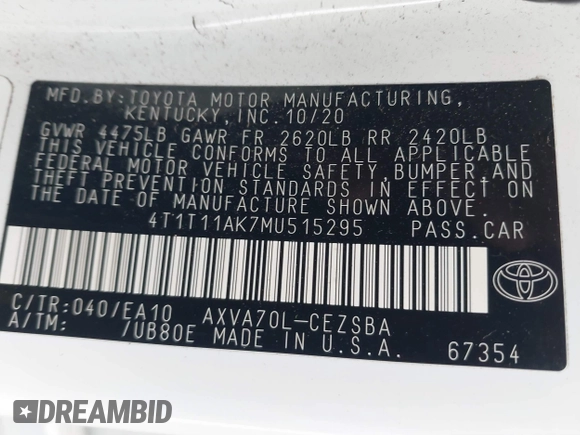 MFD.BY:TOYOTA MOTOR MANUFACTURING,
KENTUCKY,INC.10/20
GVWR 4475LB GAWR FR 2620LB RR 2420LB
THIS VEHICLE CONFORMS TO ALL APPLICABLE
FEDERAL MOTOR VEHICLE SAFETY,BUMPER,AND
THEFT PREVENTION STANDARDS IN EFFECT ON
THE DATE OF MANUFACTURE SHOWN ABOVE.
4T1T11AK7MU515295 PASS.CAR
C/TR:040/EA10 AXVA70L-CEZSBA
A/TM: /UB80E MADE IN U.S.A.
67354
TOYOTA
DREAMBID